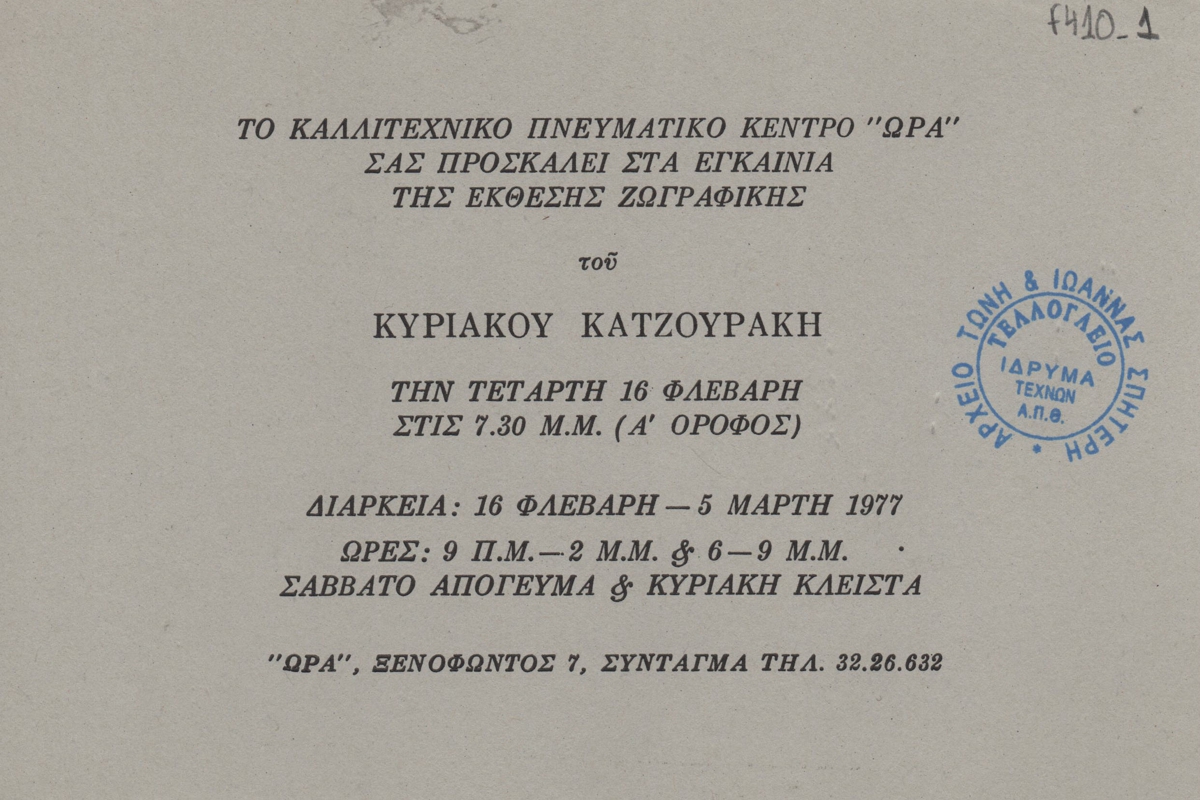 f410_1
ΤΟ ΚΑΛΛΙΤΕΧΝΙΚΟ ΠΝΕΥΜΑΤΙΚΟ ΚΕΝΤΡΟ "ΩΡΑ"
ΣΑΣ ΠΡΟΣΚΑΛΕΙ ΣΤΑ ΕΓΚΑΙΝΙΑ
ΤΗΣ ΕΚΘΕΣΗΣ ΖΩΓΡΑΦΙΚΗΣ
τοῦ
ΚΥΡΙΑΚΟΥ ΚΑΤΖΟΥΡΑΚΗ
ΤΗΝ ΤΕΤΑΡΤΗ 16 ΦΛΕΒΑΡΗ
ΣΤΙΣ 7.30 Μ.Μ. (Α' ΟΡΟΦΟΣ)
ΔΙΑΡΚΕΙΑ: 16 ΦΛΕΒΑΡΗ — 5 ΜΑΡΤΗ 1977
ΩΡΕΣ: 9 Π.Μ.—2 Μ.Μ. & 6—9 Μ.Μ.
ΣΑΒΒΑΤΟ ΑΠΟΓΕΥΜΑ & ΚΥΡΙΑΚΗ ΚΛΕΙΣΤΑ
"ΩΡΑ", ΞΕΝΟΦΩΝΤΟΣ 7, ΣΥΝΤΑΓΜΑ ΤΗΛ. 32.26.632
ΑΡΧΕΙΟ ΤΩΝΗ & ΙΩΑΝΝΑΣ ΣΠΗΤΕΡΗ *
ΤΕΛΛΟΓΛΕΙΟ
ΙΔΡΥΜΑ
ΤΕΧΝΩΝ
Α.Π.Θ.